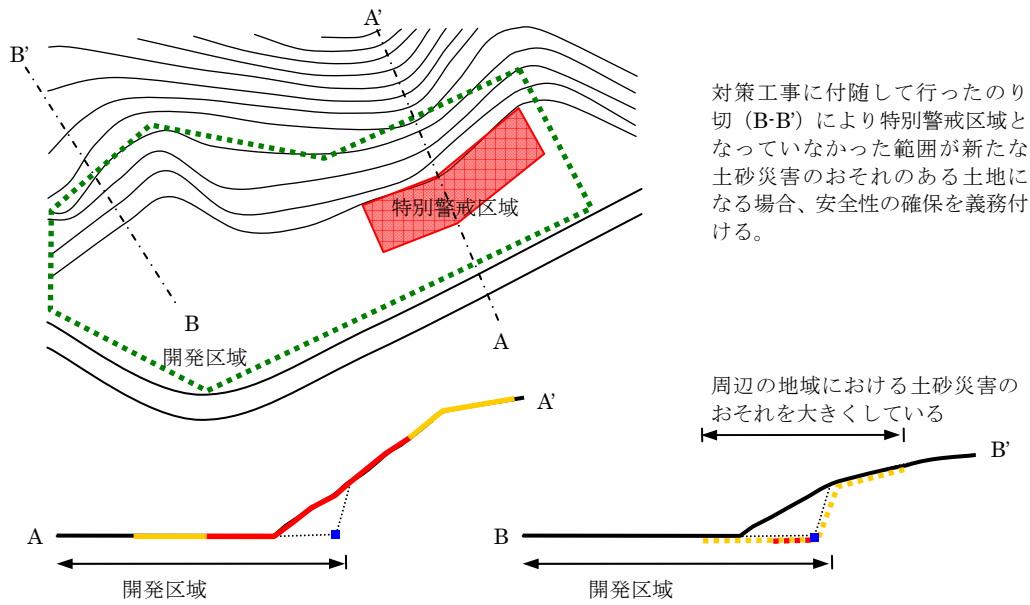 A'
B'
対策工事に付随して行ったのり
切（B-B'）により特別警戒区域と
なっていなかった範囲が新たな
土砂災害のおそれのある土地に
なる場合、安全性の確保を義務付
ける。
特別警戒区域
B
A
開発区域
周辺の地域における土砂災害の
おそれを大きくしている
A'
B'
A
B
開発区域
開発区域